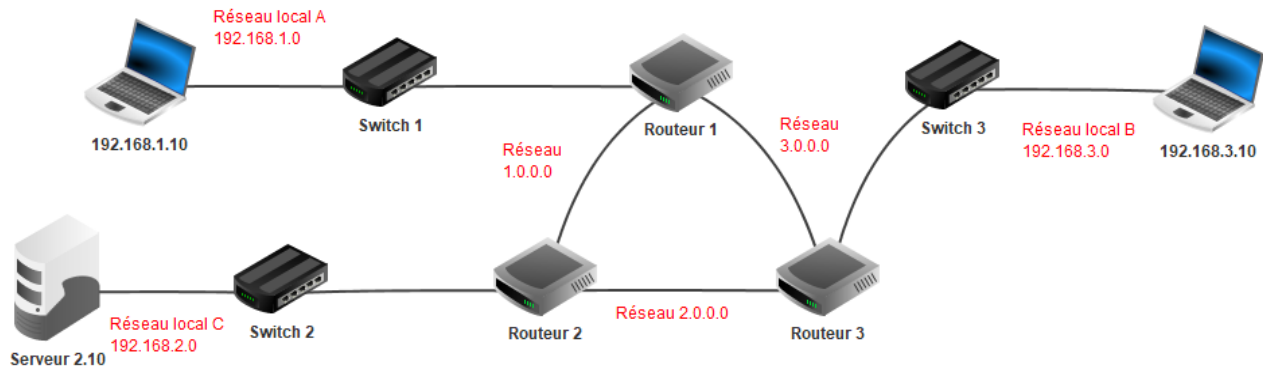 Réseau local A
192.168.1.0
192.168.1.10
Switch 1
Routeur 1
Réseau
3.0.0.0
Switch 3
Réseau local B
192.168.3.0
192.168.3.10
Réseau
1.0.0.0
Serveur 2.10
Réseau local C
192.168.2.0
Switch 2
Routeur 2
Réseau 2.0.0.0
Routeur 3